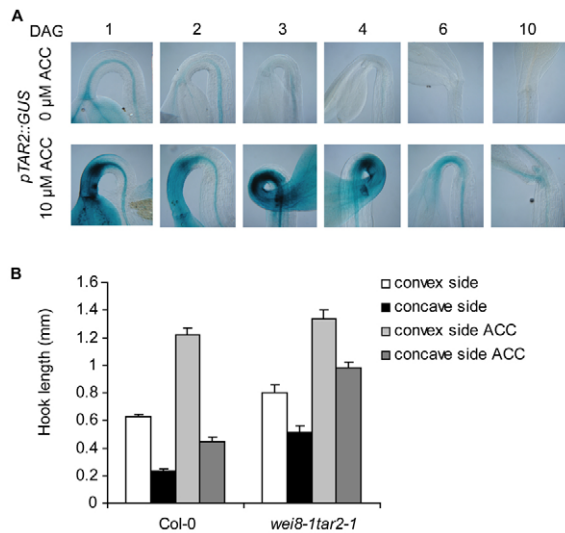 A
DAG 1 2 3 4 6 10
pTAR2::GUS
0 µM ACC
10 µM ACC
B
Hook length (mm)
1.6
1.4
1.2
1
0.8
0.6
0.4
0.2
0
Col-0 wei8-1tar2-1
convex side
concave side
convex side ACC
concave side ACC